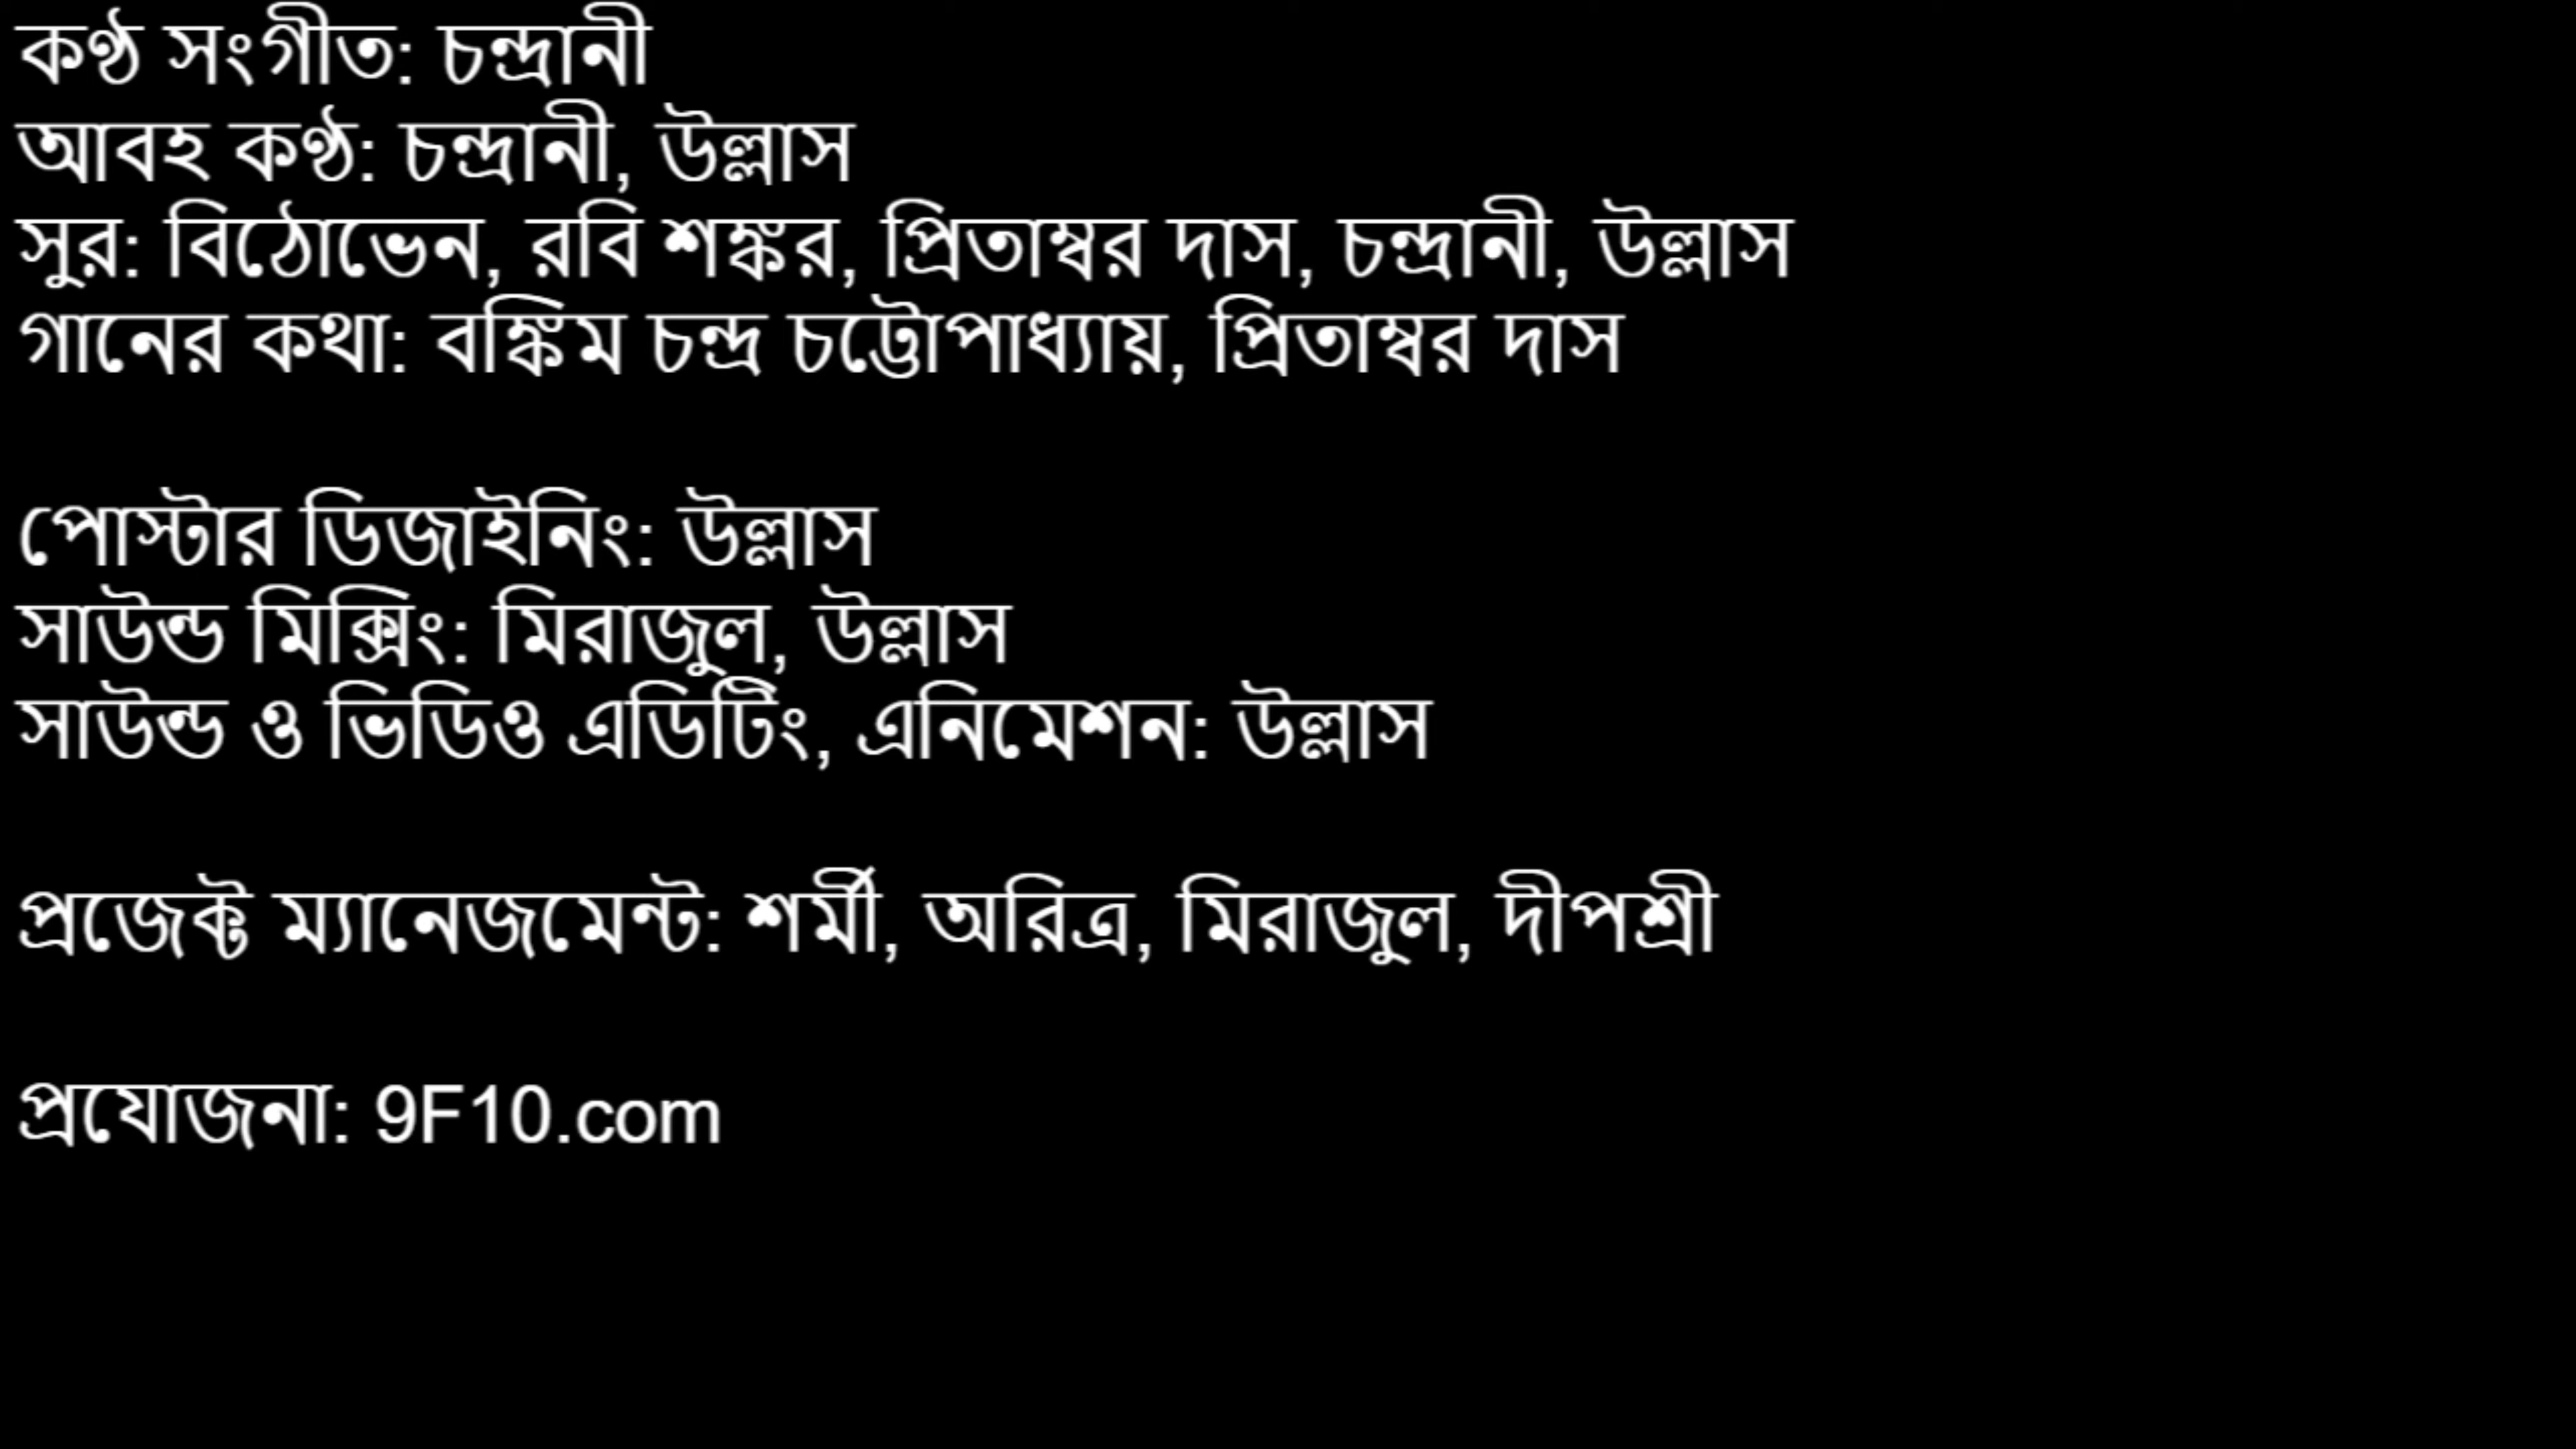 কণ্ঠ সংগীত: চন্দ্রানী
আবহ কণ্ঠ: চন্দ্রানী, উল্লাস
সুর: বিঠোভেন, রবি শঙ্কর, প্রিতাম্বর দাস, চন্দ্রানী, উল্লাস
গানের কথা: বঙ্কিম চন্দ্র চট্টোপাধ্যায়, প্রিতাম্বর দাস
পোস্টার ডিজাইনিং: উল্লাস
সাউন্ড মিক্সিং: মিরাজুল, উল্লাস
সাউন্ড ও ভিডিও এডিটিং, এনিমেশন: উল্লাস
প্রজেক্ট ম্যানেজমেন্ট: শর্মী, অরিত্র, মিরাজুল, দীপশ্রী
প্রযোজনা: 9F10.com